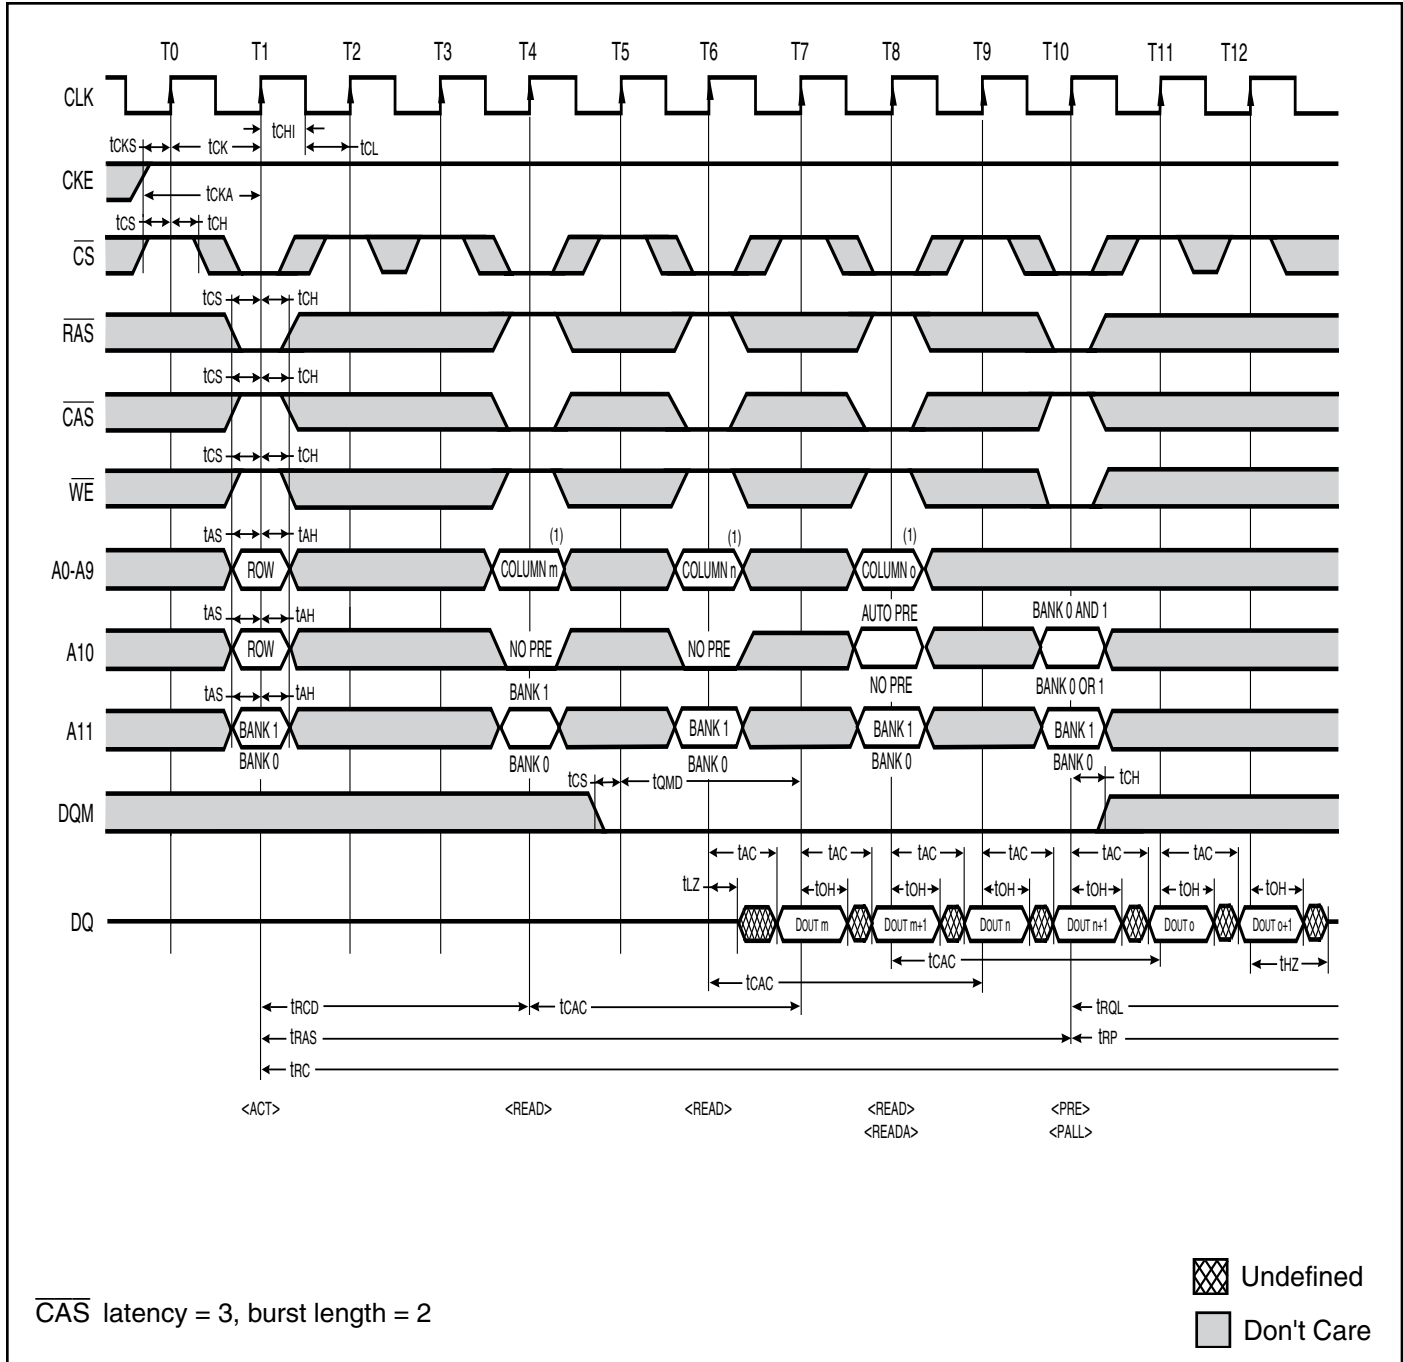 T0 T1 T2 T3 T4 T5 T6 T7 T8 T9 T10 T11 T12
CLK
tCHI
tCKS tCK tCL
CKE
tCKA
tCS tCH
CS
tCS tCH
RAS
tCS tCH
CAS
tCS tCH
WE
tAS tAH (1) (1) (1)
A0-A9 ROW COLUMN m COLUMN n COLUMN o
tAS tAH AUTO PRE BANK 0 AND 1
A10 ROW NO PRE NO PRE
tAS tAH BANK 1 NO PRE BANK 0 OR 1
A11 BANK 1 BANK 1 BANK 1 BANK 1
BANK 0 BANK 0 BANK 0 BANK 0 BANK 0
tCS tQMD tCH
DQM
tAC tAC tAC tAC tAC tAC
tLZ tOH tOH tOH tOH tOH tOH
DQ DOUT m DOUT m+1 DOUT n DOUT n+1 DOUT o DOUT o+1
tCAC tHZ
tCAC
tRCD tCAC tRQL
tRAS tRP
tRC
<ACT> <READ> <READ> <READ> <PRE>
<READA> <PALL>
Undefined
CAS latency = 3, burst length = 2
Don't Care